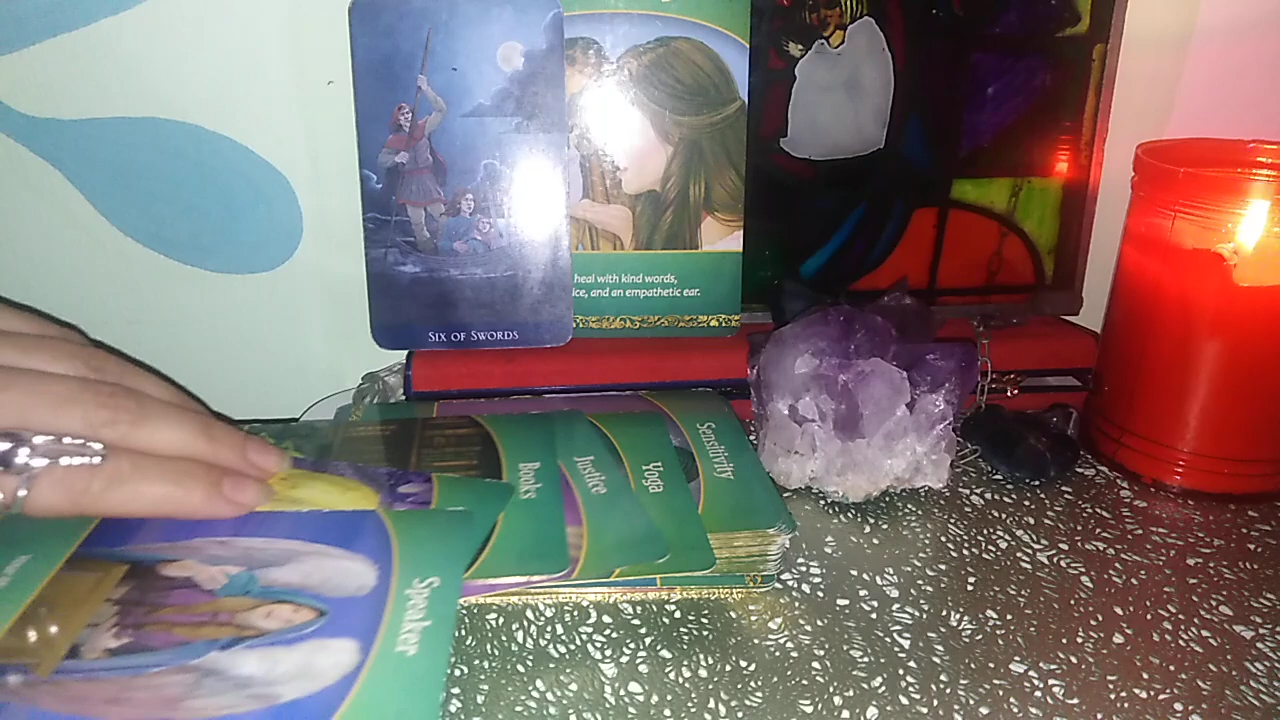 SIX OF SWORDS
heal with kind words,
ice, and an empathetic ear.
Sensitivity
Yoga
Justice
Books
Speaker